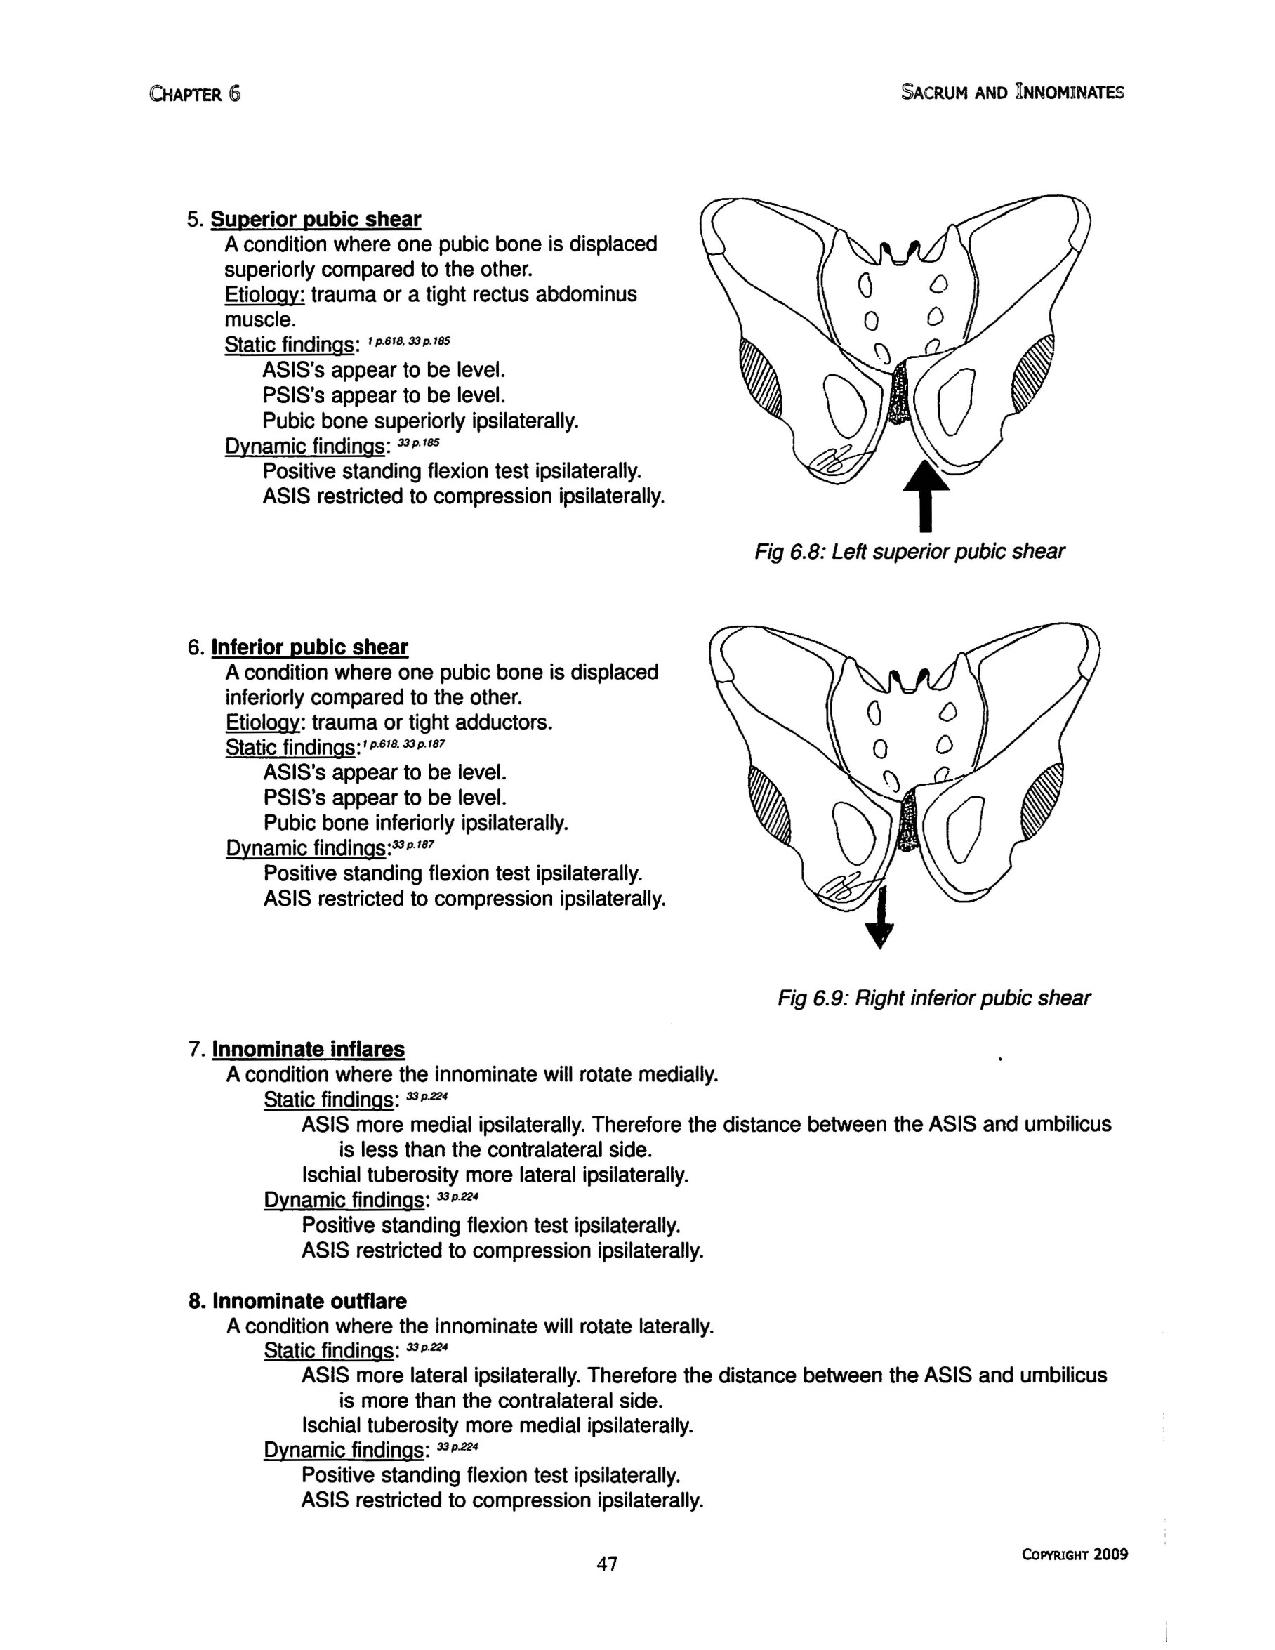 CHAPTER 6
SACRUM AND INNOMINATES
5. Superior pubic shear
A condition where one pubic bone is displaced
superiorly compared to the other.
Etiology: trauma or a tight rectus abdominus
muscle.
Static findings: 1 p.618, 33 p.185
ASIS's appear to be level.
PSIS's appear to be level.
Pubic bone superiorly ipsilaterally.
Dynamic findings: 33 p.185
Positive standing flexion test ipsilaterally.
ASIS restricted to compression ipsilaterally.
Fig 6.8: Left superior pubic shear
6. Inferior pubic shear
A condition where one pubic bone is displaced
inferiorly compared to the other.
Etiology: trauma or tight adductors.
Static findings:1 p.618, 33 p.187
ASIS's appear to be level.
PSIS's appear to be level.
Pubic bone inferiorly ipsilaterally.
Dynamic findings:33 p.187
Positive standing flexion test ipsilaterally.
ASIS restricted to compression ipsilaterally.
Fig 6.9: Right inferior pubic shear
7. Innominate inflares
A condition where the innominate will rotate medially.
Static findings: 33 p.224
ASIS more medial ipsilaterally. Therefore the distance between the ASIS and umbilicus
is less than the contralateral side.
Ischial tuberosity more lateral ipsilaterally.
Dynamic findings: 33 p.224
Positive standing flexion test ipsilaterally.
ASIS restricted to compression ipsilaterally.
8. Innominate outflare
A condition where the innominate will rotate laterally.
Static findings: 33 p.224
ASIS more lateral ipsilaterally. Therefore the distance between the ASIS and umbilicus
is more than the contralateral side.
Ischial tuberosity more medial ipsilaterally.
Dynamic findings: 33 p.224
Positive standing flexion test ipsilaterally.
ASIS restricted to compression ipsilaterally.
47
COPYRIGHT 2009